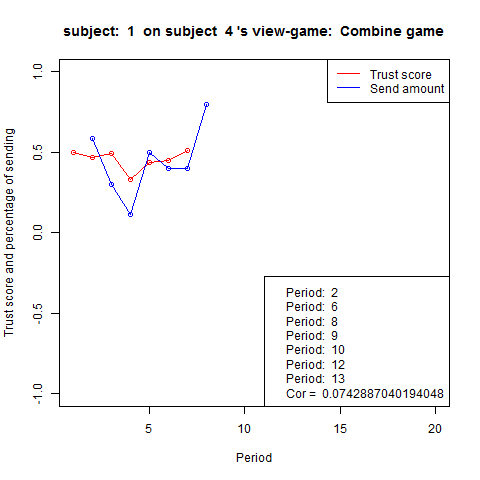 subject:  1  on subject  4 's view-game:  Combine game
Trust score
Send amount
Trust score and percentage of sending
1.0
0.5
0.0
-0.5
-1.0
Period:  2
Period:  6
Period:  8
Period:  9
Period:  10
Period:  12
Period:  13
Cor =  0.0742887040194048
5 10 15 20
Period